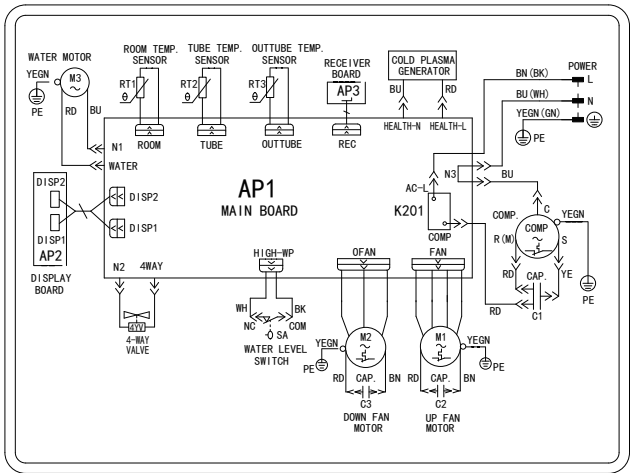 WATER MOTOR
ROOM TEMP. SENSOR
TUBE TEMP. SENSOR
OUTTUBE TEMP. SENSOR
RECEIVER BOARD
COLD PLASMA GENERATOR
POWER
YEGN
M3
PE
RD
BU
RT1
θ
RT2
θ
RT3
θ
AP3
BU
RD
BN(BK)
L
BU(WH)
N
YEGN(GN)
PE
ROOM
TUBE
OUTTUBE
REC
HEALTH-N
HEALTH-L
N1
WATER
N3
BU
DISP2
DISP1
AP2
DISPLAY BOARD
DISP2
DISP1
AP1
MAIN BOARD
AC-L
K201
COMP
COMP.
C
YEGN
COMP
R(M)
S
RD
YE
CAP.
C1
RD
PE
N2
4WAY
4YV
4-WAY VALVE
HIGH-WP
WH
BK
NC
COM
SA
WATER LEVEL SWITCH
OFAN
FAN
YEGN
M2
PE
RD
CAP.
BN
C3
DOWN FAN MOTOR
M1
YEGN
PE
RD
CAP.
BN
C2
UP FAN MOTOR